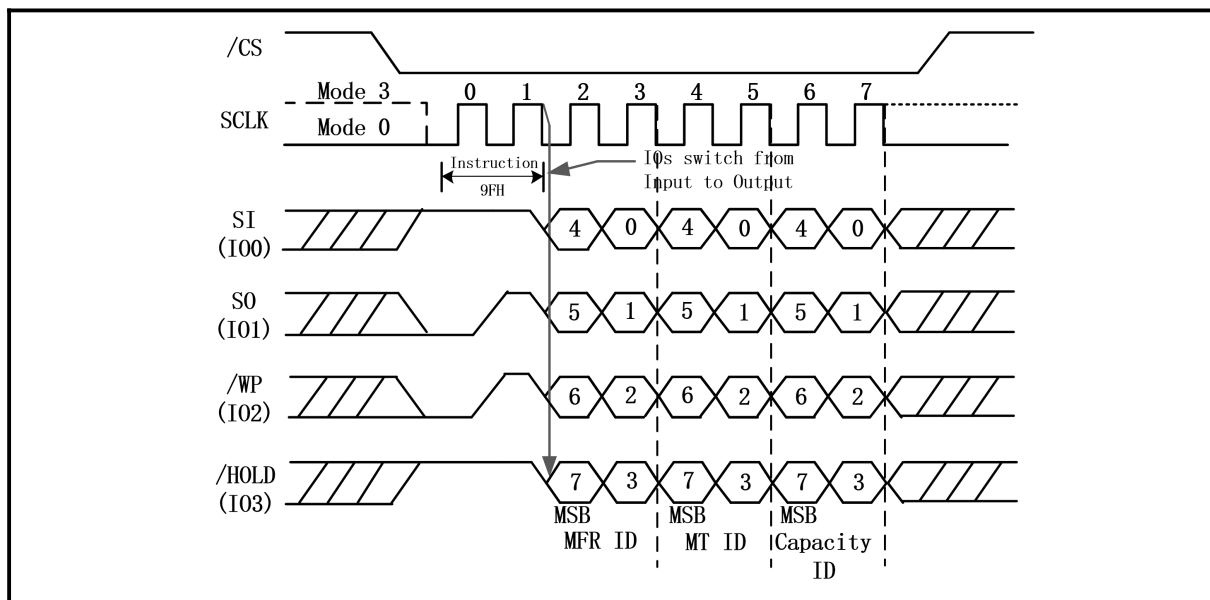 /CS
Mode 3 0 1 2 3 4 5 6 7
SCLK
Mode 0
Instruction
9FH
IOs switch from
Input to Output
SI
(IO0)
4 0 4 0 4 0
SO
(IO1)
5 1 5 1 5 1
/WP
(IO2)
6 2 6 2 6 2
/HOLD
(IO3)
7 3 7 3 7 3
MSB MSB MSB
MFR ID MT ID Capacity
ID